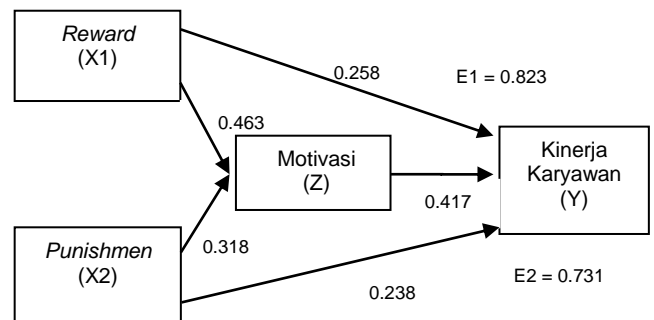 Reward
(X1)
0.258
E1 = 0.823
0.463
Motivasi
(Z)
Kinerja
Karyawan
(Y)
0.417
Punishmen
(X2)
0.318
0.238
E2 = 0.731